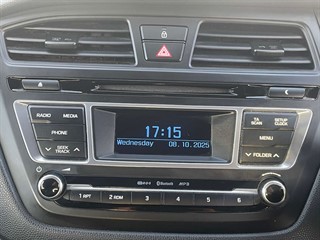 RADIO MEDIA
PHONE
SEEK
TRACK
17:15
Wednesday 08.10.2025
TA
SCAN
SETUP
CLOCK
MENU
FOLDER
1 RPT 2 RDM 3 4 5 6
Bluetooth